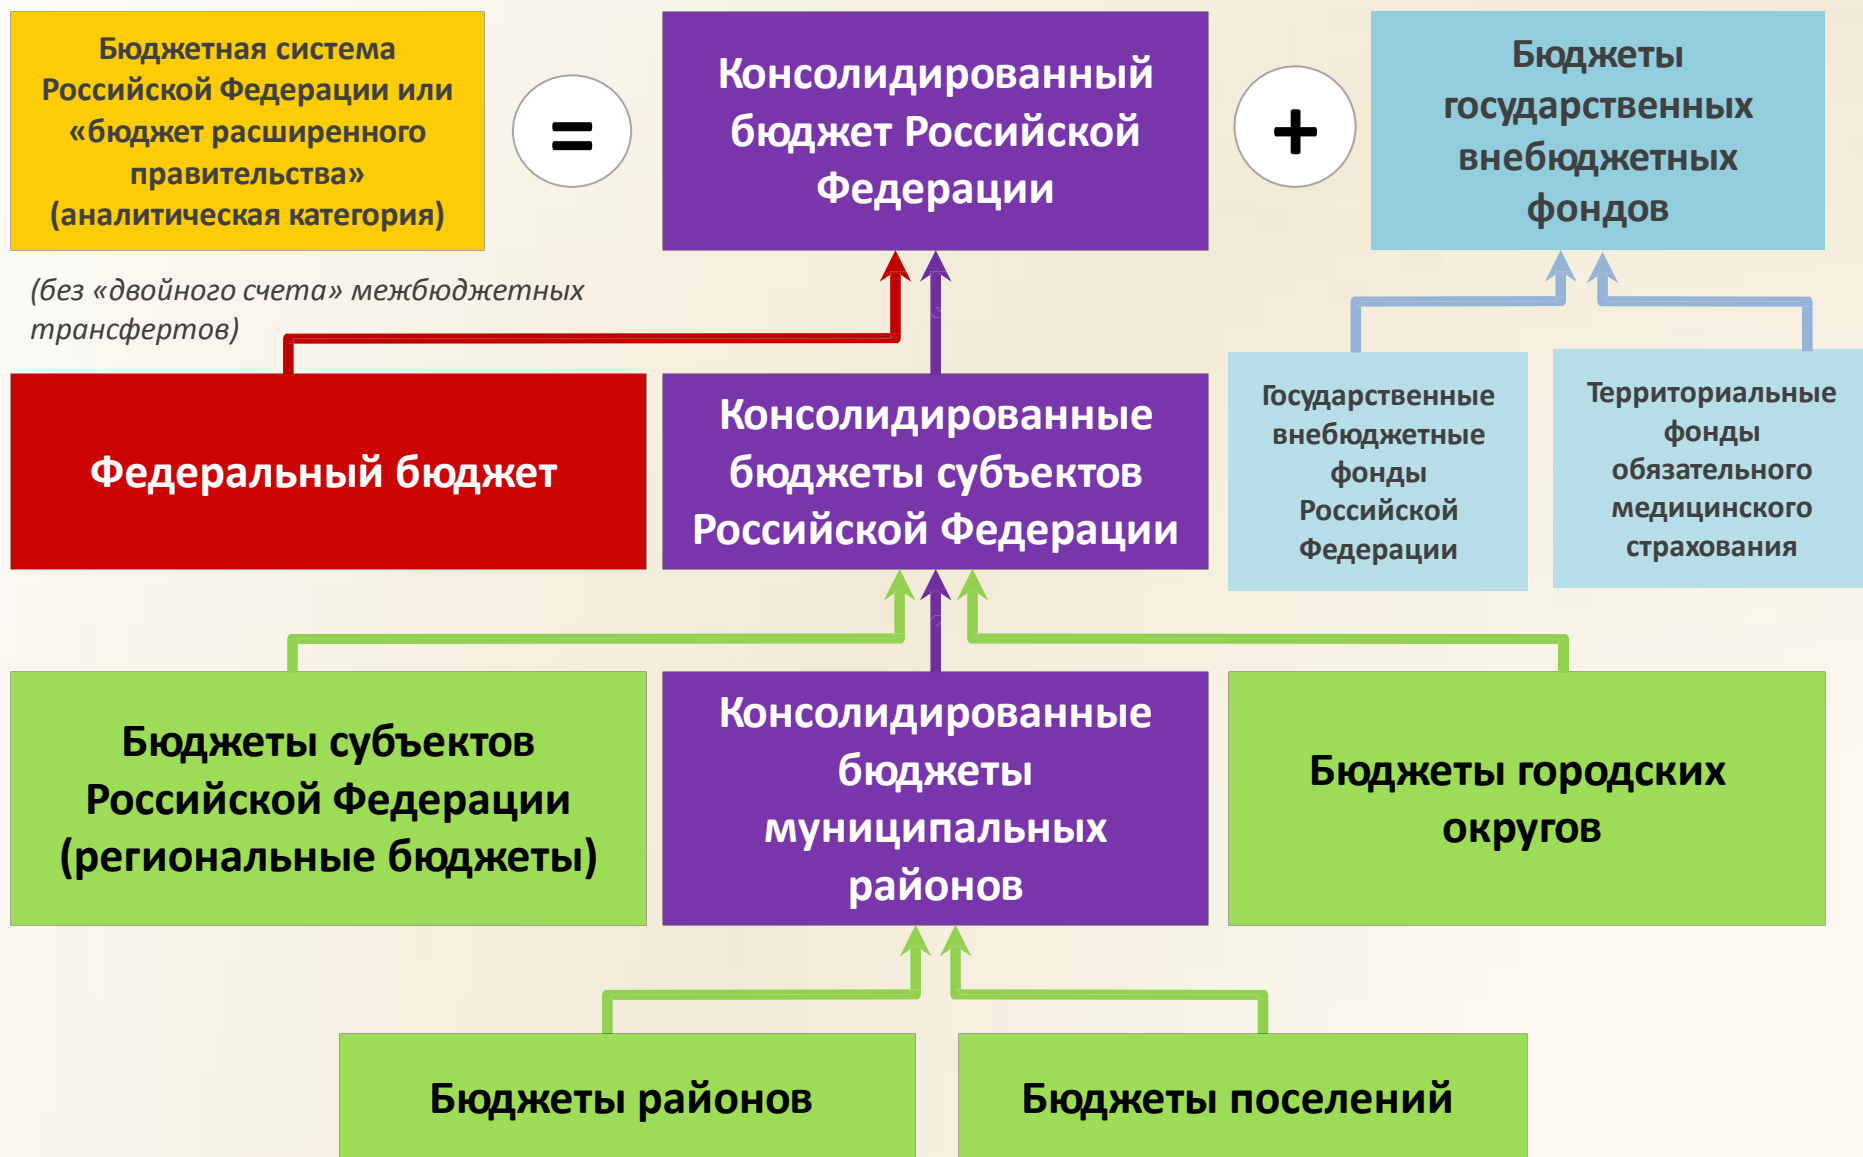 Бюджетная система
Российской Федерации или
«бюджет расширенного
правительства»
(аналитическая категория)
=
Консолидированный
бюджет Российской
Федерации
+
Бюджеты
государственных
внебюджетных
фондов
(без «двойного счета» межбюджетных
трансфертов)
Федеральный бюджет
Консолидированные
бюджеты субъектов
Российской Федерации
Государственные
внебюджетные
фонды
Российской
Федерации
Территориальные
фонды
обязательного
медицинского
страхования
Бюджеты субъектов
Российской Федерации
(региональные бюджеты)
Консолидированные
бюджеты
муниципальных
районов
Бюджеты городских
округов
Бюджеты районов
Бюджеты поселений